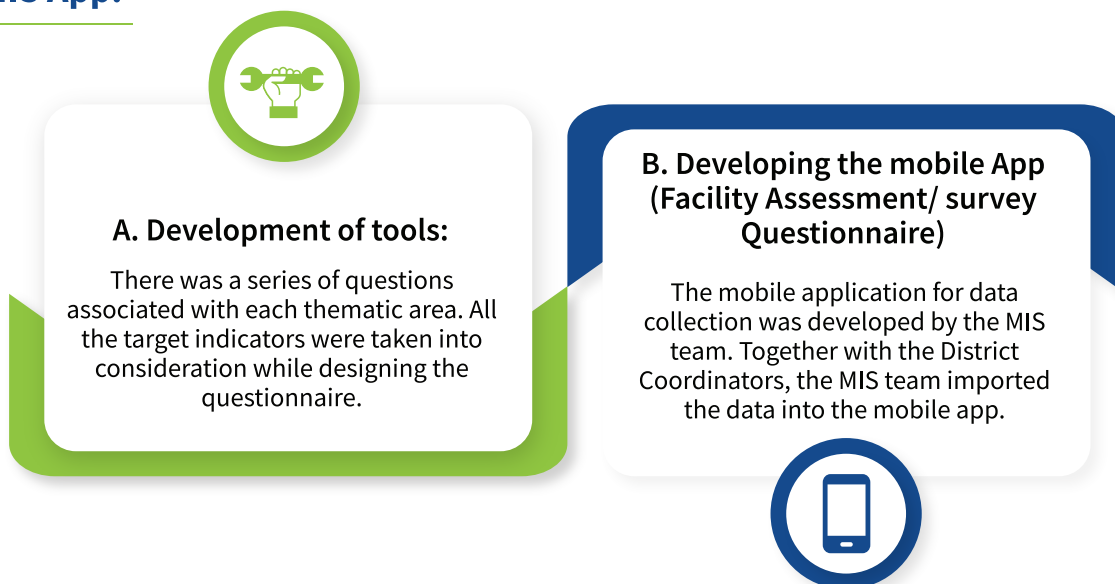 App.
A. Development of tools:
There was a series of questions
associated with each thematic area. All
the target indicators were taken into
consideration while designing the
questionnaire.
B. Developing the mobile App
(Facility Assessment/ survey
Questionnaire)
The mobile application for data
collection was developed by the MIS
team. Together with the District
Coordinators, the MIS team imported
the data into the mobile app.